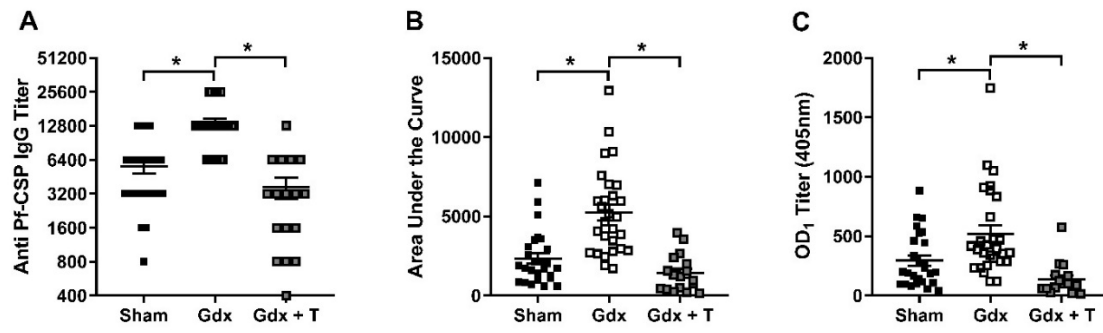 A
Anti Pf-CSP IgG Titer
51200
25600
12800
6400
3200
1600
800
400
* *
Sham Gdx Gdx + T
B
Area Under the Curve
15000
10000
5000
0
* *
Sham Gdx Gdx + T
C
OD1 Titer (405nm)
2000
1500
1000
500
0
* *
Sham Gdx Gdx + T